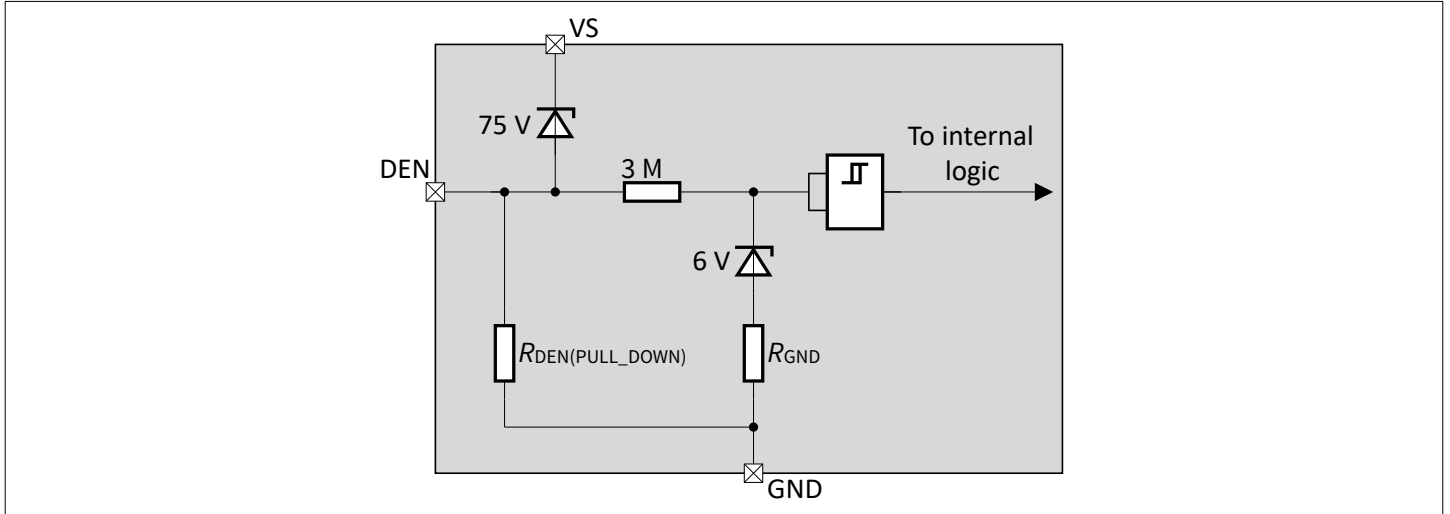 VS
75 V
To internal
logic
DEN
3 M
6 V
RDEN(PULL_DOWN)
RGND
GND